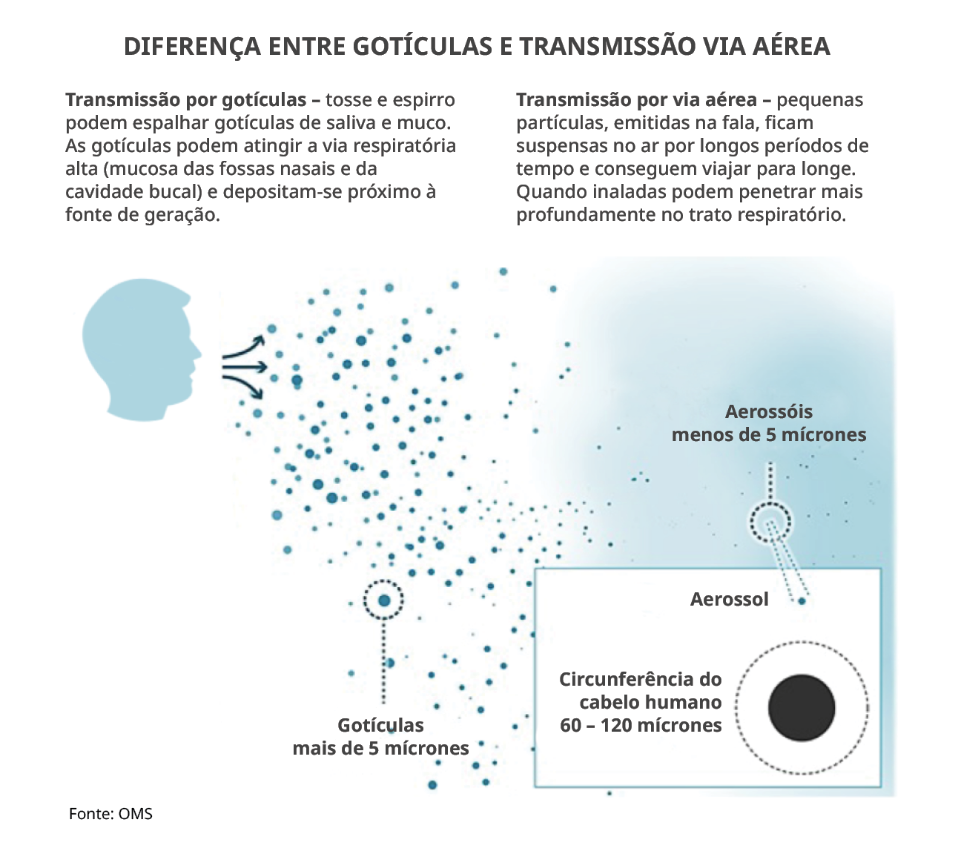 DIFERENÇA ENTRE GOTÍCULAS E TRANSMISSÃO VIA AÉREA
Transmissão por gotículas – tosse e espirro
podem espalhar gotículas de saliva e muco.
As gotículas podem atingir a via respiratória
alta (mucosa das fossas nasais e da
cavidade bucal) e depositam-se próximo à
fonte de geração.
Transmissão por via aérea – pequenas
partículas, emitidas na fala, ficam
suspensas no ar por longos períodos de
tempo e conseguem viajar para longe.
Quando inaladas podem penetrar mais
profundamente no trato respiratório.
Aerossóis
menos de 5 mícrones
Aerossol
Circunferência do
cabelo humano
60 – 120 mícrones
Gotículas
mais de 5 mícrones
Fonte: OMS